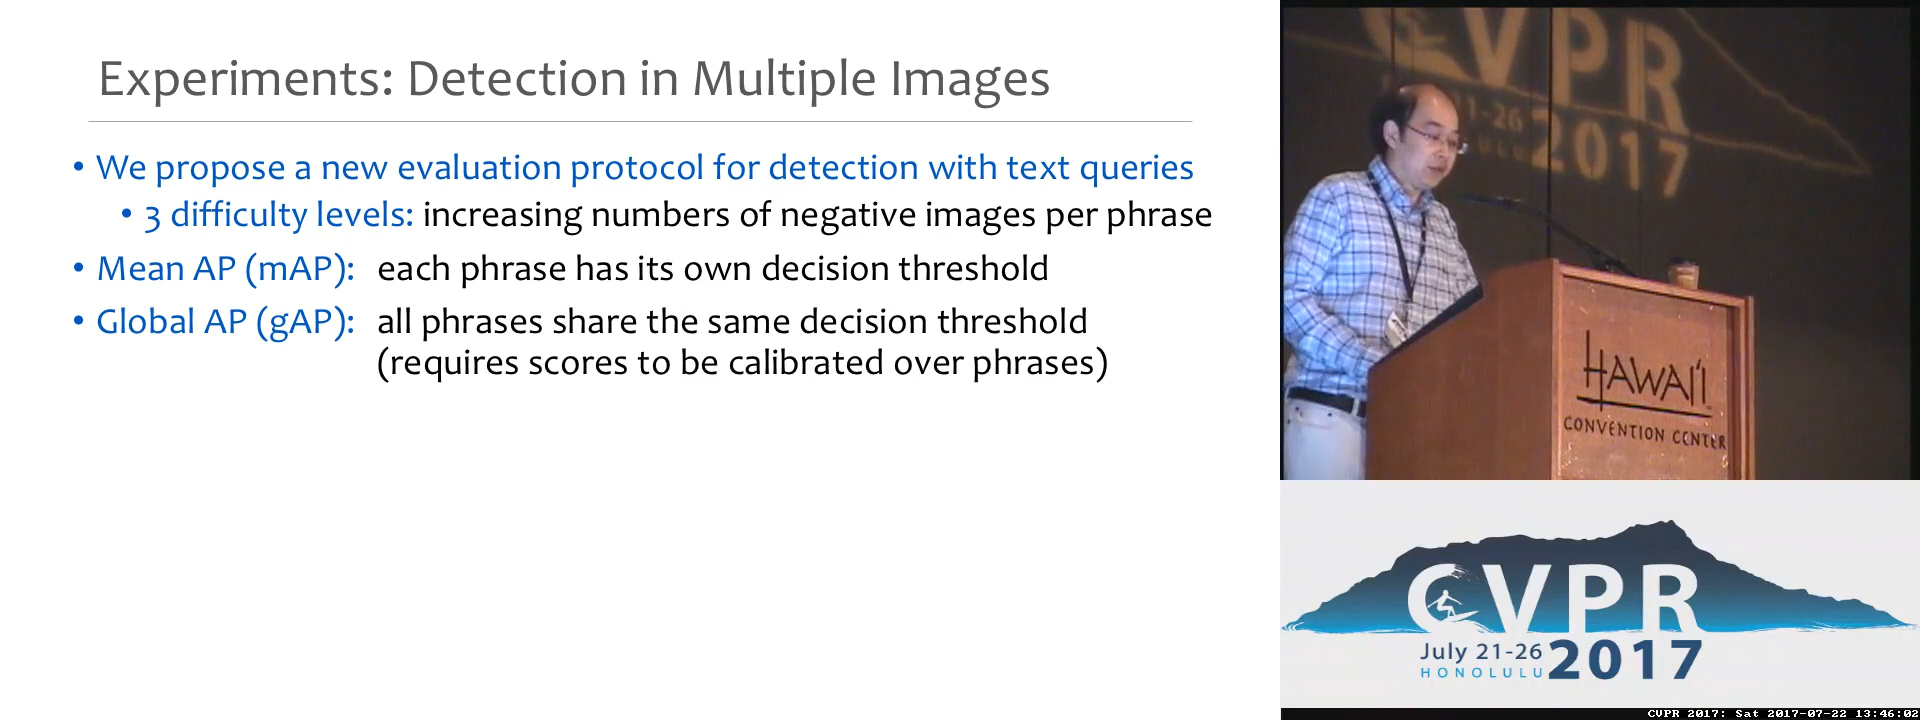 Experiments: Detection in Multiple Images
• We propose a new evaluation protocol for detection with text queries
• 3 difficulty levels: increasing numbers of negative images per phrase
• Mean AP (mAP): each phrase has its own decision threshold
• Global AP (gAP): all phrases share the same decision threshold
(requires scores to be calibrated over phrases)
CVPR
1-26
2017
HAWAI'I
CONVENTION CENTER
CVPR
July 21-26
HONOLULU
2017
CVPR 2017: Sat 2017-07-22 13:46:02